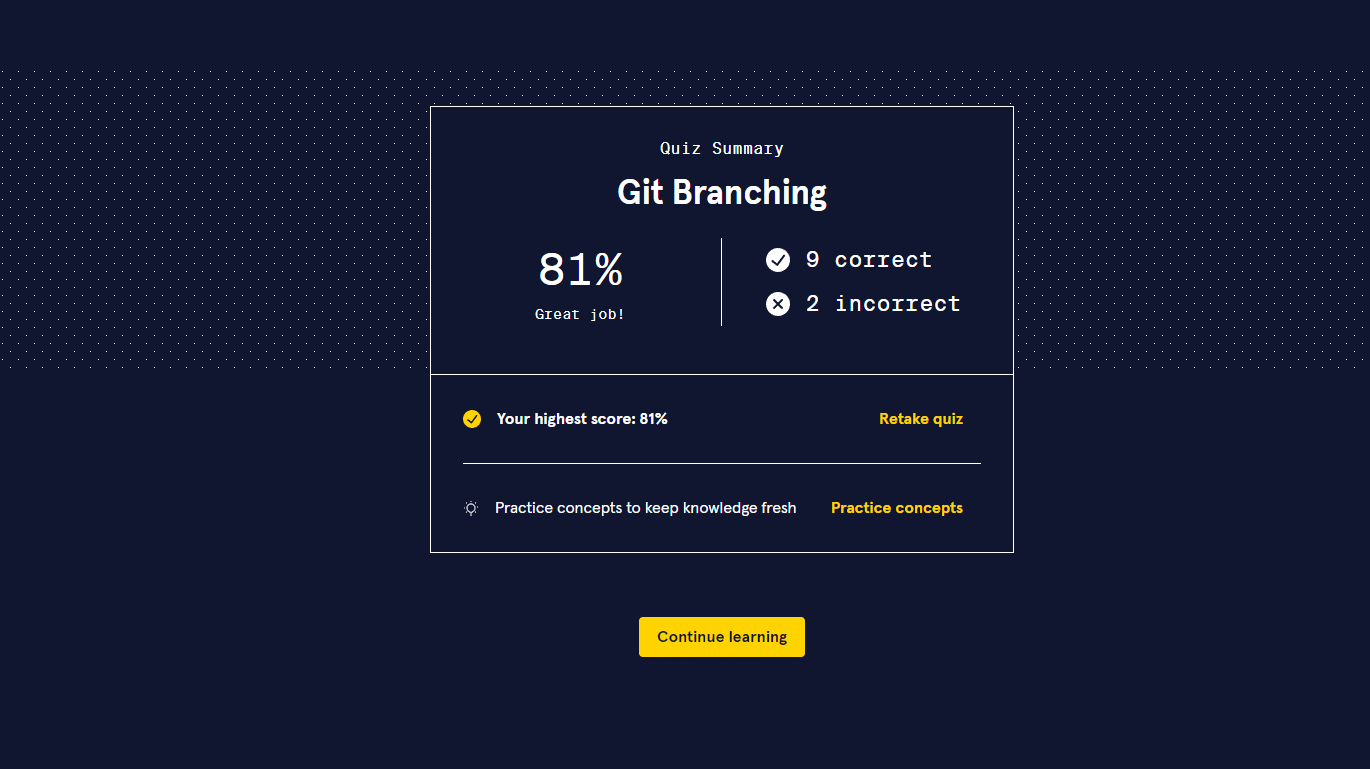 Quiz Summary
Git Branching
81%
Great job!
9 correct
2 incorrect
Your highest score: 81%
Retake quiz
Practice concepts to keep knowledge fresh
Practice concepts
Continue learning